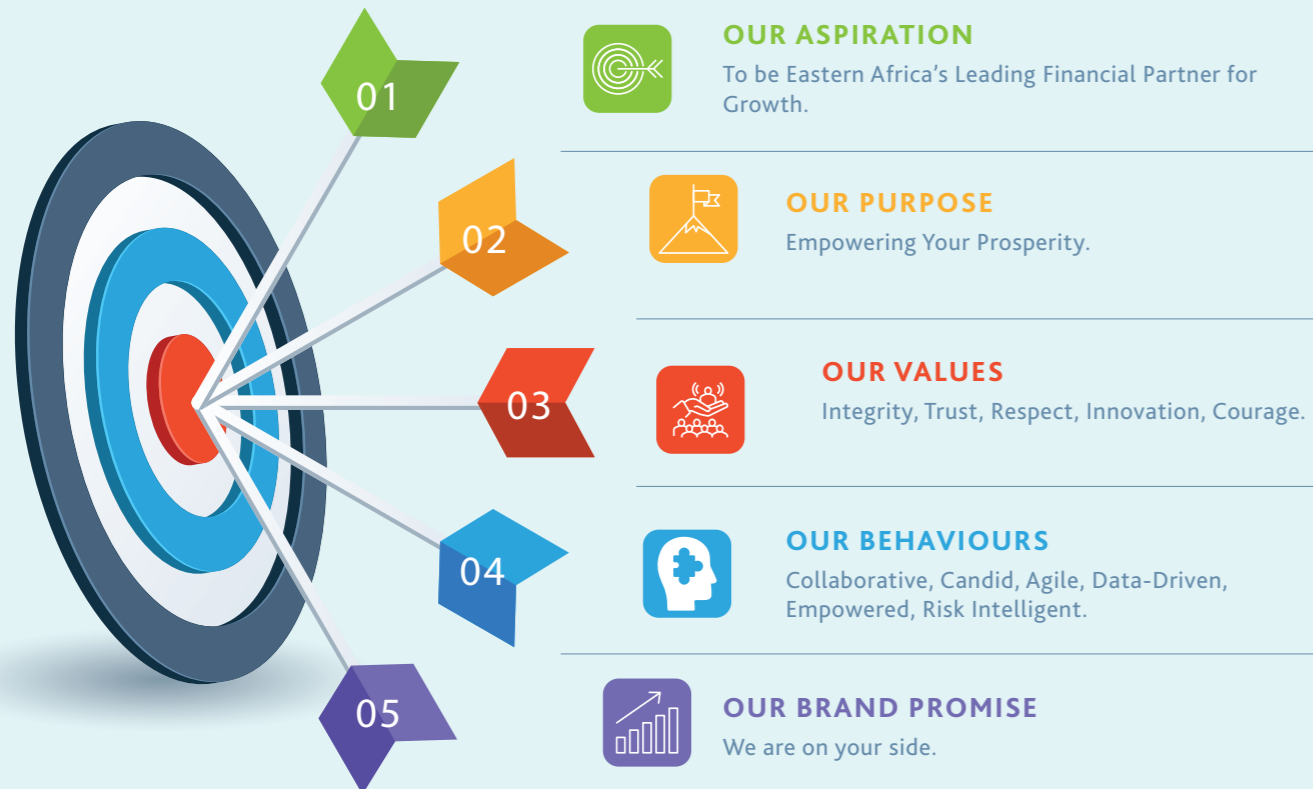 01
OUR ASPIRATION
To be Eastern Africa's Leading Financial Partner for
Growth.
02
OUR PURPOSE
Empowering Your Prosperity.
03
OUR VALUES
Integrity, Trust, Respect, Innovation, Courage.
04
OUR BEHAVIOURS
Collaborative, Candid, Agile, Data-Driven,
Empowered, Risk Intelligent.
05
OUR BRAND PROMISE
We are on your side.